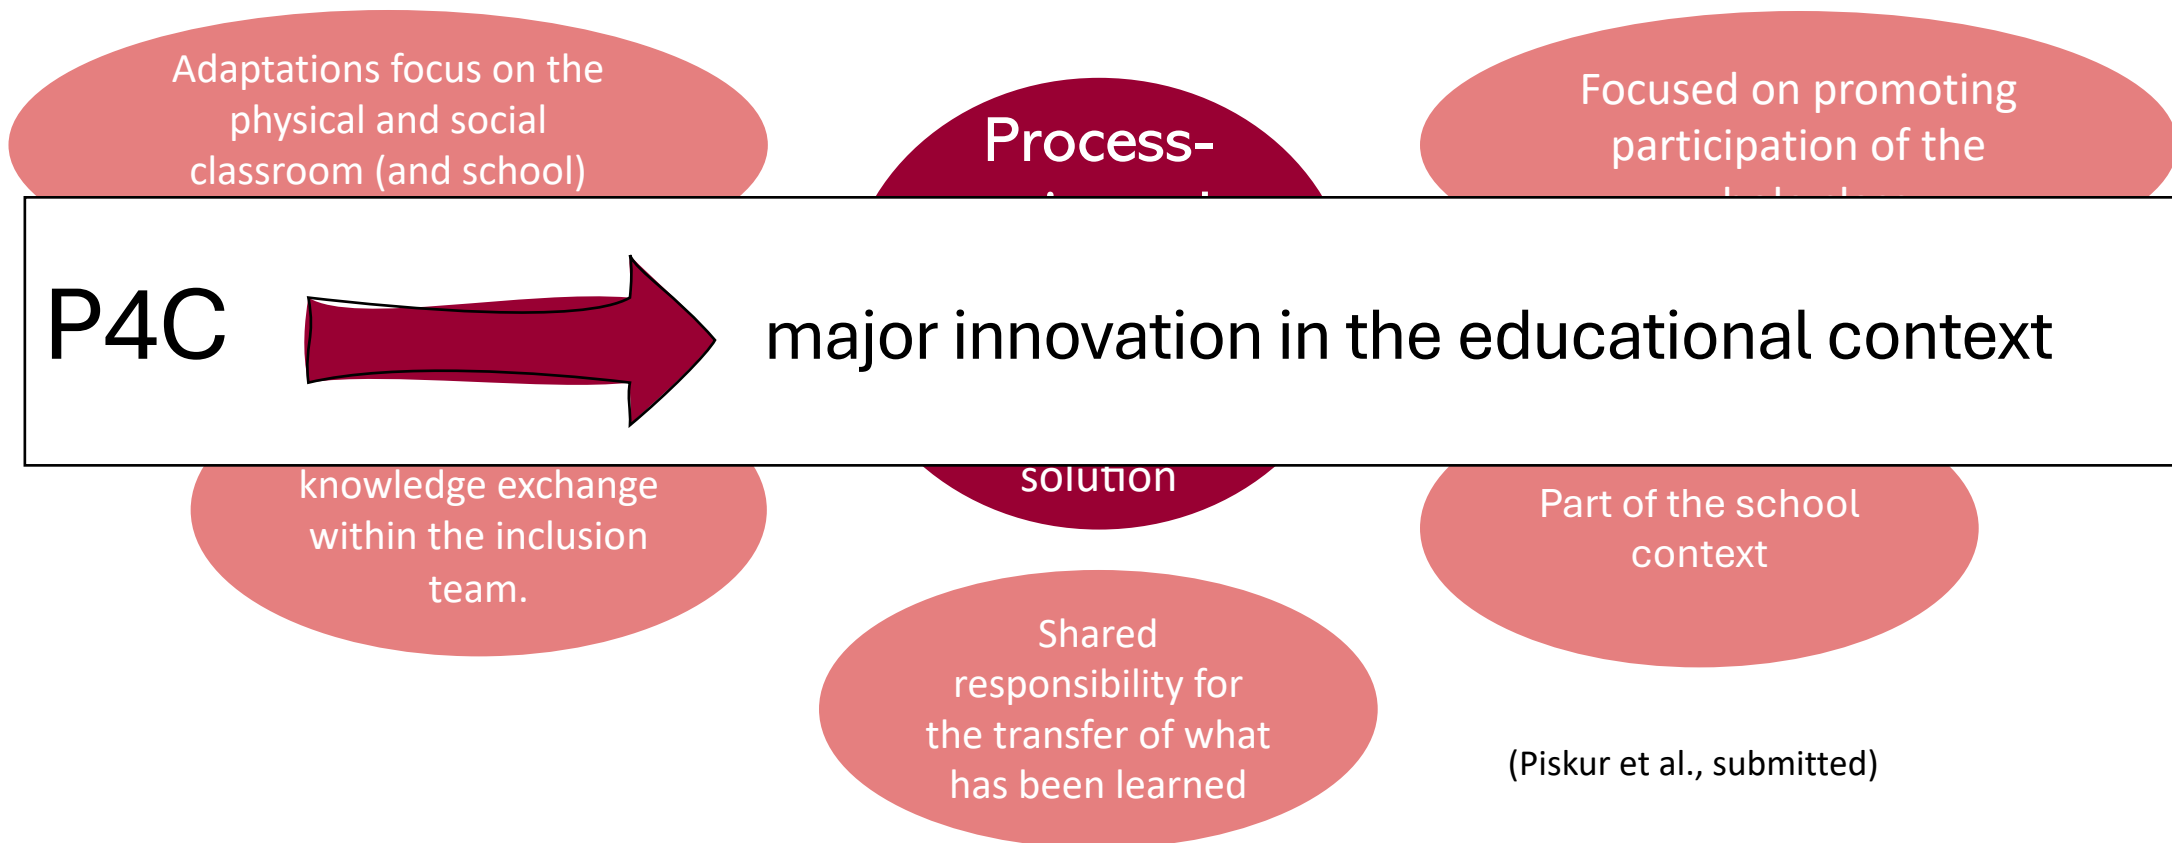 Adaptations focus on the
physical and social
classroom (and school)
Process-
Focused on promoting
participation of the
P4C
major innovation in the educational context
knowledge exchange
within the inclusion
team.
solution
Part of the school
context
Shared
responsibility for
the transfer of what
has been learned
(Piskur et al., submitted)